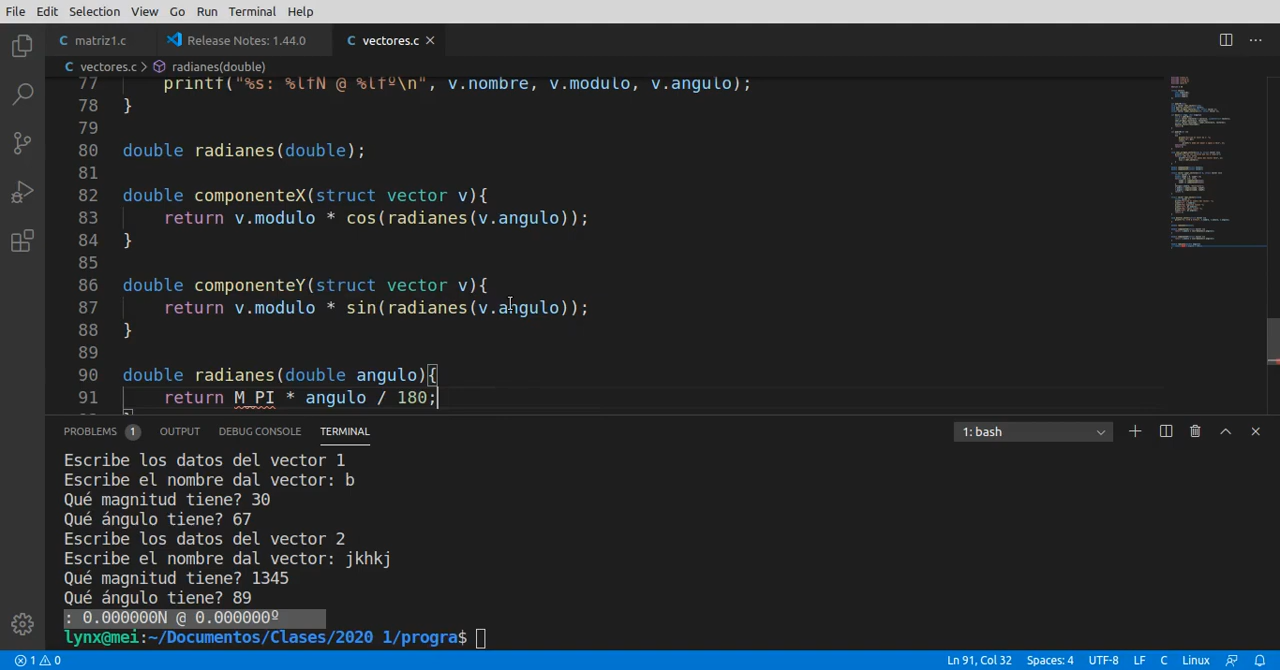 File Edit Selection View Go Run Terminal Help
matriz1.c Release Notes: 1.44.0 vectores.c
vectores.c > radianes(double)
77 printf("%s: %lfN @ %lfº\n", v.nombre, v.modulo, v.angulo);
78 }
79
80 double radianes(double);
81
82 double componenteX(struct vector v){
83 return v.modulo * cos(radianes(v.angulo));
84 }
85
86 double componenteY(struct vector v){
87 return v.modulo * sin(radianes(v.angulo));
88 }
89
90 double radianes(double angulo){
91 return M_PI * angulo / 180;
PROBLEMS 1 OUTPUT DEBUG CONSOLE TERMINAL 1: bash
Escribe los datos del vector 1
Escribe el nombre dal vector: b
Qué magnitud tiene? 30
Qué ángulo tiene? 67
Escribe los datos del vector 2
Escribe el nombre dal vector: jkhkj
Qué magnitud tiene? 1345
Qué ángulo tiene? 89
: 0.000000N @ 0.000000º
lynx@mei:~/Documentos/Clases/2020 1/progra$
1 0 Ln 91, Col 32 Spaces: 4 UTF-8 LF C Linux